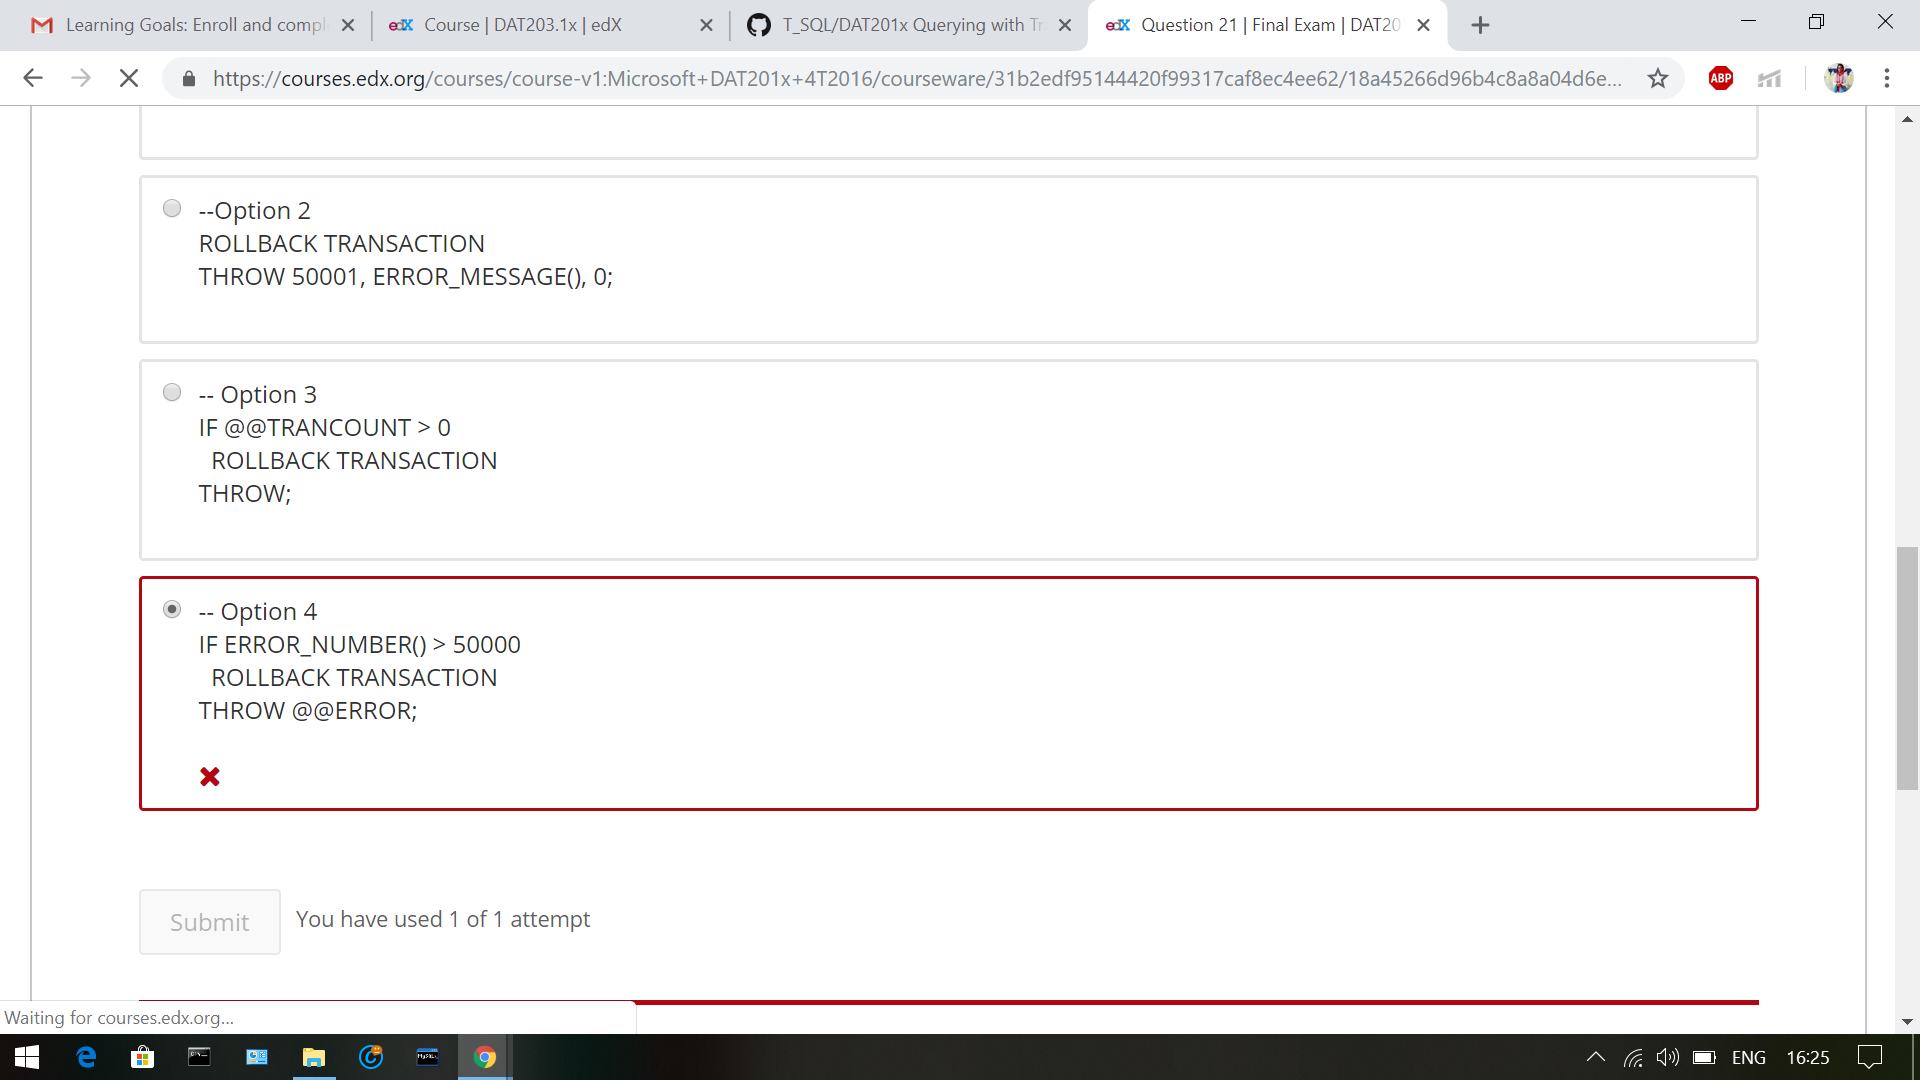 Learning Goals: Enroll and compl
edX Course | DAT203.1x | edX
T_SQL/DAT201x Querying with Tr
edX Question 21 | Final Exam | DAT20
https://courses.edx.org/courses/course-v1:Microsoft+DAT201x+4T2016/courseware/31b2edf95144420f99317caf8ec4ee62/18a45266d96b4c8a8a04d6e...
ABP
--Option 2
ROLLBACK TRANSACTION
THROW 50001, ERROR_MESSAGE(), 0;
-- Option 3
IF @@TRANCOUNT > 0
ROLLBACK TRANSACTION
THROW;
-- Option 4
IF ERROR_NUMBER() > 50000
ROLLBACK TRANSACTION
THROW @@ERROR;
Submit
You have used 1 of 1 attempt
Waiting for courses.edx.org...
ENG
16:25